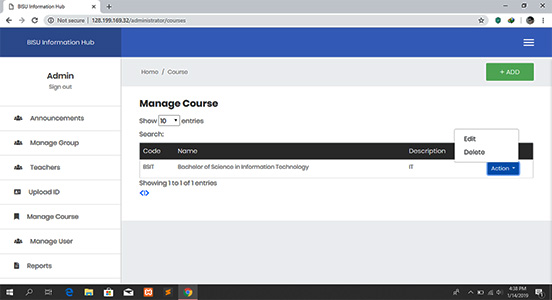 BISU Information Hub
Not secure | 128.199.169.32/administrator/courses
BISU Information Hub
Admin
Sign out
Home / Course
+ ADD
Announcements
Manage Group
Teachers
Upload ID
Manage Course
Manage User
Reports
Manage Course
Show 10 entries
Search:
Edit
Delete
Code Name Description
BSIT Bachelor of Science in Information Technology IT Action
Showing 1 to 1 of 1 entries
4:38 PM
1/14/2019